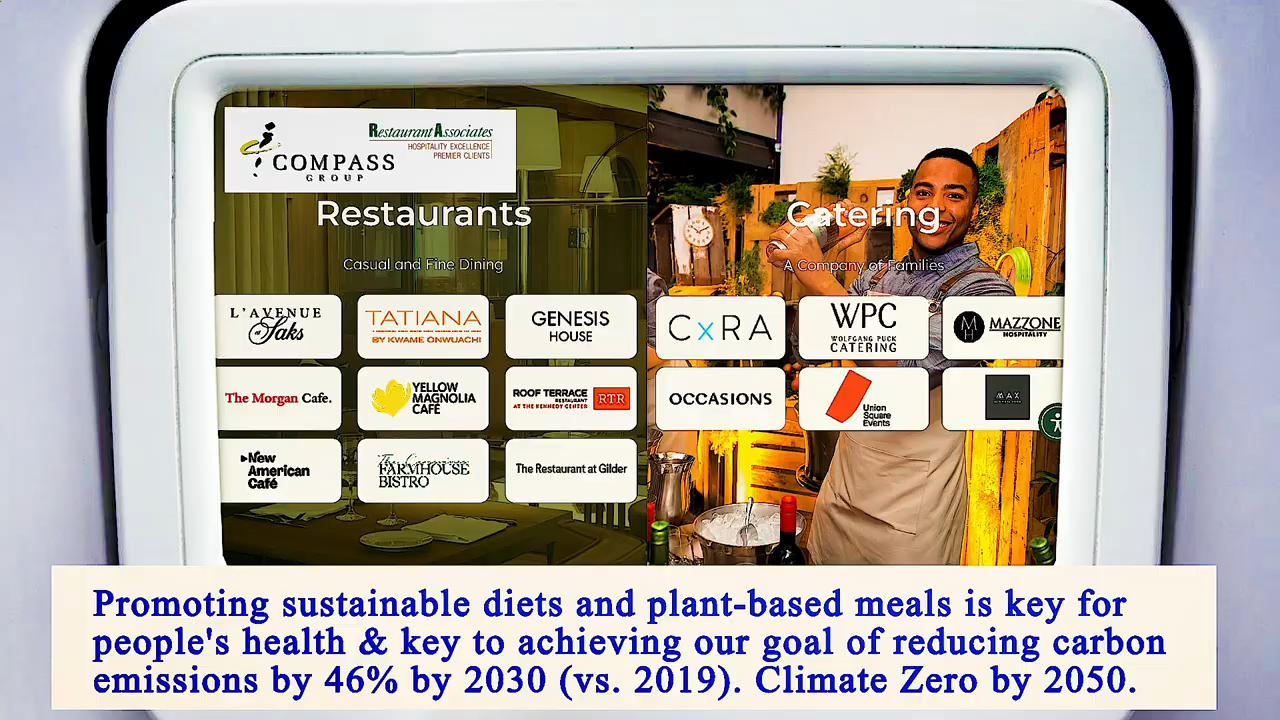 COMPASS
GROUP
Restaurant Associates
HOSPITALITY EXCELLENCE
PREMIER CLIENTS
Restaurants
Casual and Fine Dining
L'AVENUE
Saks
TATIANA
BY KWAME ONWUACHI
GENESIS
HOUSE
The Morgan Cafe.
YELLOW
MAGNOLIA
CAFÉ
ROOF TERRACE
RESTAURANT
AT THE KENNEDY CENTER
RTR
New
American
Café
FARMHOUSE
BISTRO
The Restaurant at Gilder
Catering
A Company of Families
CxRA
WPC
WOLFGANG PUCK
CATERING
MH
MAZZONE
HOSPITALITY
OCCASIONS
Union
Square
Events
MAX
Promoting sustainable diets and plant-based meals is key for
people's health & key to achieving our goal of reducing carbon
emissions by 46% by 2030 (vs. 2019). Climate Zero by 2050.